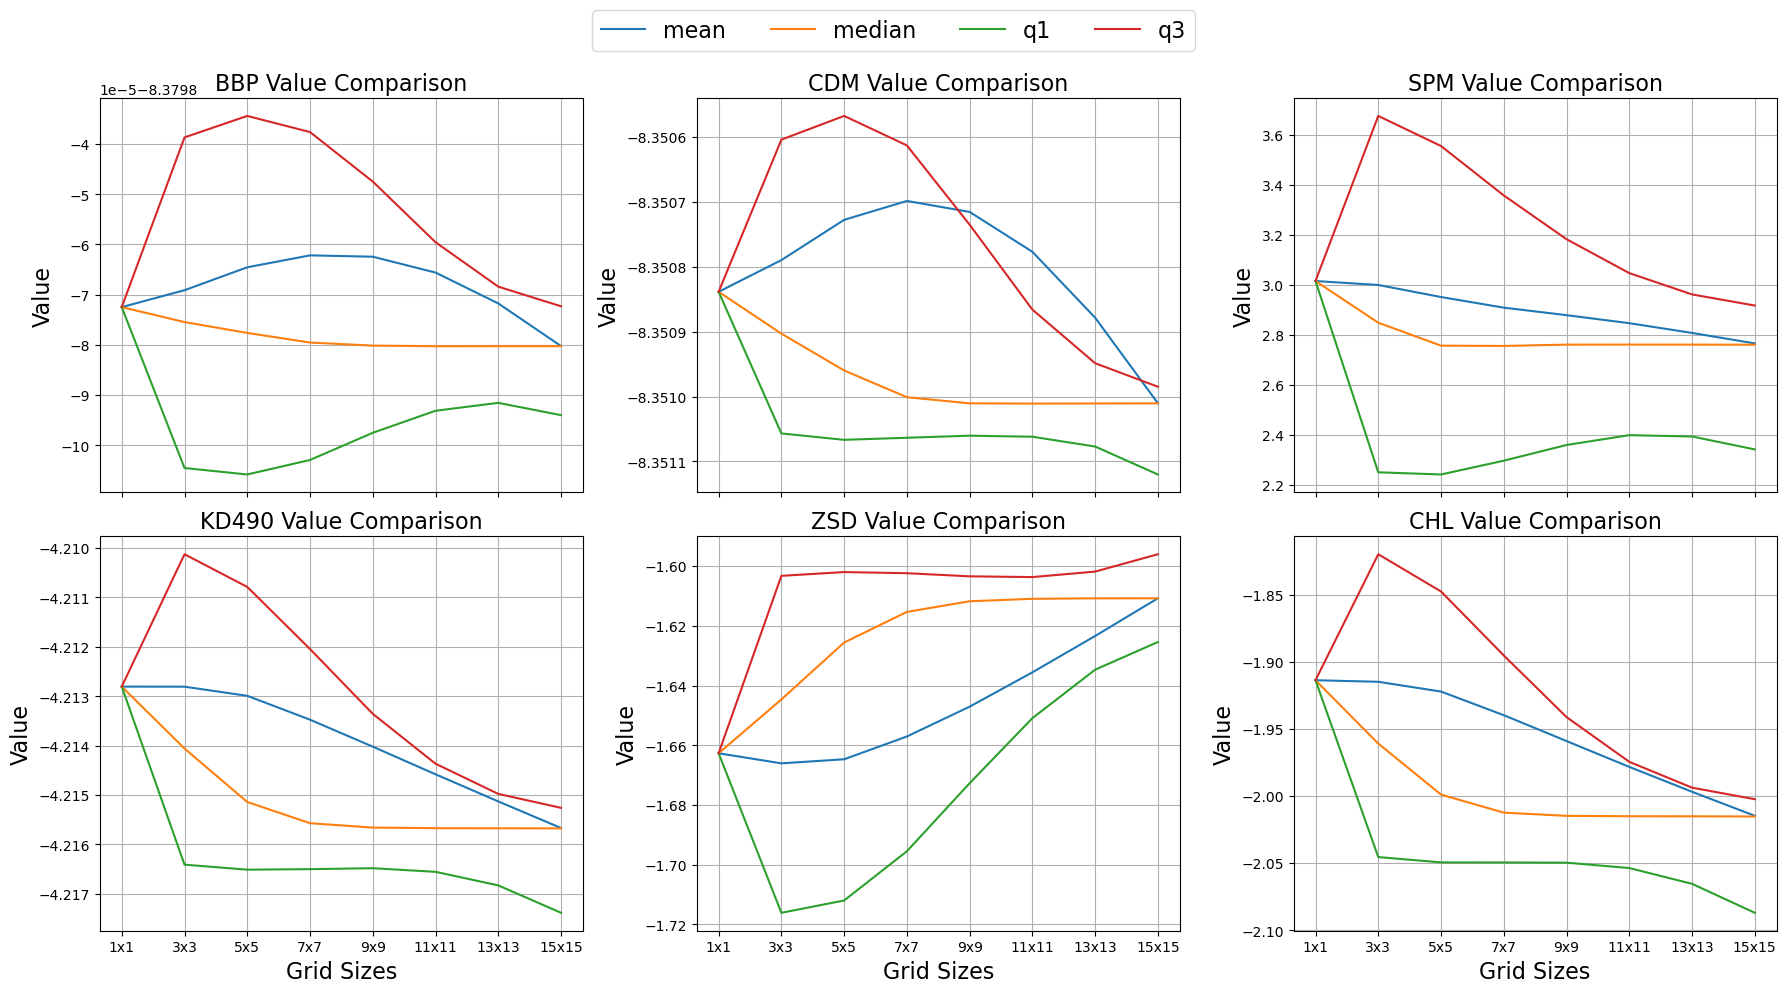 mean median q1 q3
BBP Value Comparison
1e−5−8.3798
Value
−4
−5
−6
−7
−8
−9
−10
CDM Value Comparison
Value
−8.3506
−8.3507
−8.3508
−8.3509
−8.3510
−8.3511
SPM Value Comparison
Value
3.6
3.4
3.2
3.0
2.8
2.6
2.4
2.2
KD490 Value Comparison
Value
−4.210
−4.211
−4.212
−4.213
−4.214
−4.215
−4.216
−4.217
1x1 3x3 5x5 7x7 9x9 11x11 13x13 15x15
Grid Sizes
ZSD Value Comparison
Value
−1.60
−1.62
−1.64
−1.66
−1.68
−1.70
−1.72
1x1 3x3 5x5 7x7 9x9 11x11 13x13 15x15
Grid Sizes
CHL Value Comparison
Value
−1.85
−1.90
−1.95
−2.00
−2.05
−2.10
1x1 3x3 5x5 7x7 9x9 11x11 13x13 15x15
Grid Sizes